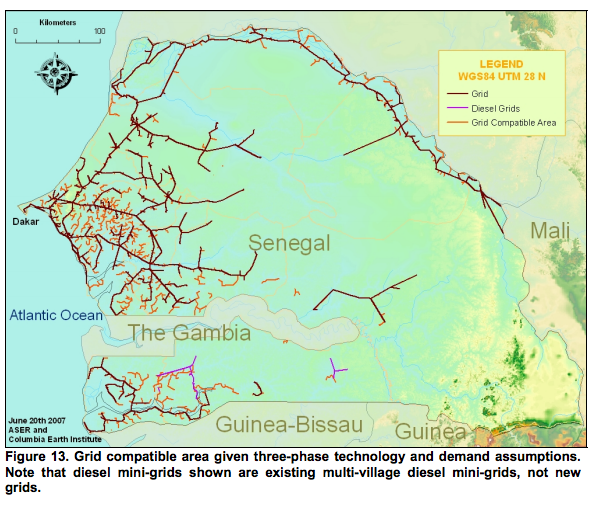 Kilometers
0 100
LEGEND
WGS84 UTM 28 N
Grid
Diesel Grids
Grid Compatible Area
Dakar
Senegal
Mali
Atlantic Ocean
The Gambia
Guinea-Bissau
Guinea
June 20th 2007
ASER and
Columbia Earth Institute
Figure 13. Grid compatible area given three-phase technology and demand assumptions.
Note that diesel mini-grids shown are existing multi-village diesel mini-grids, not new
grids.